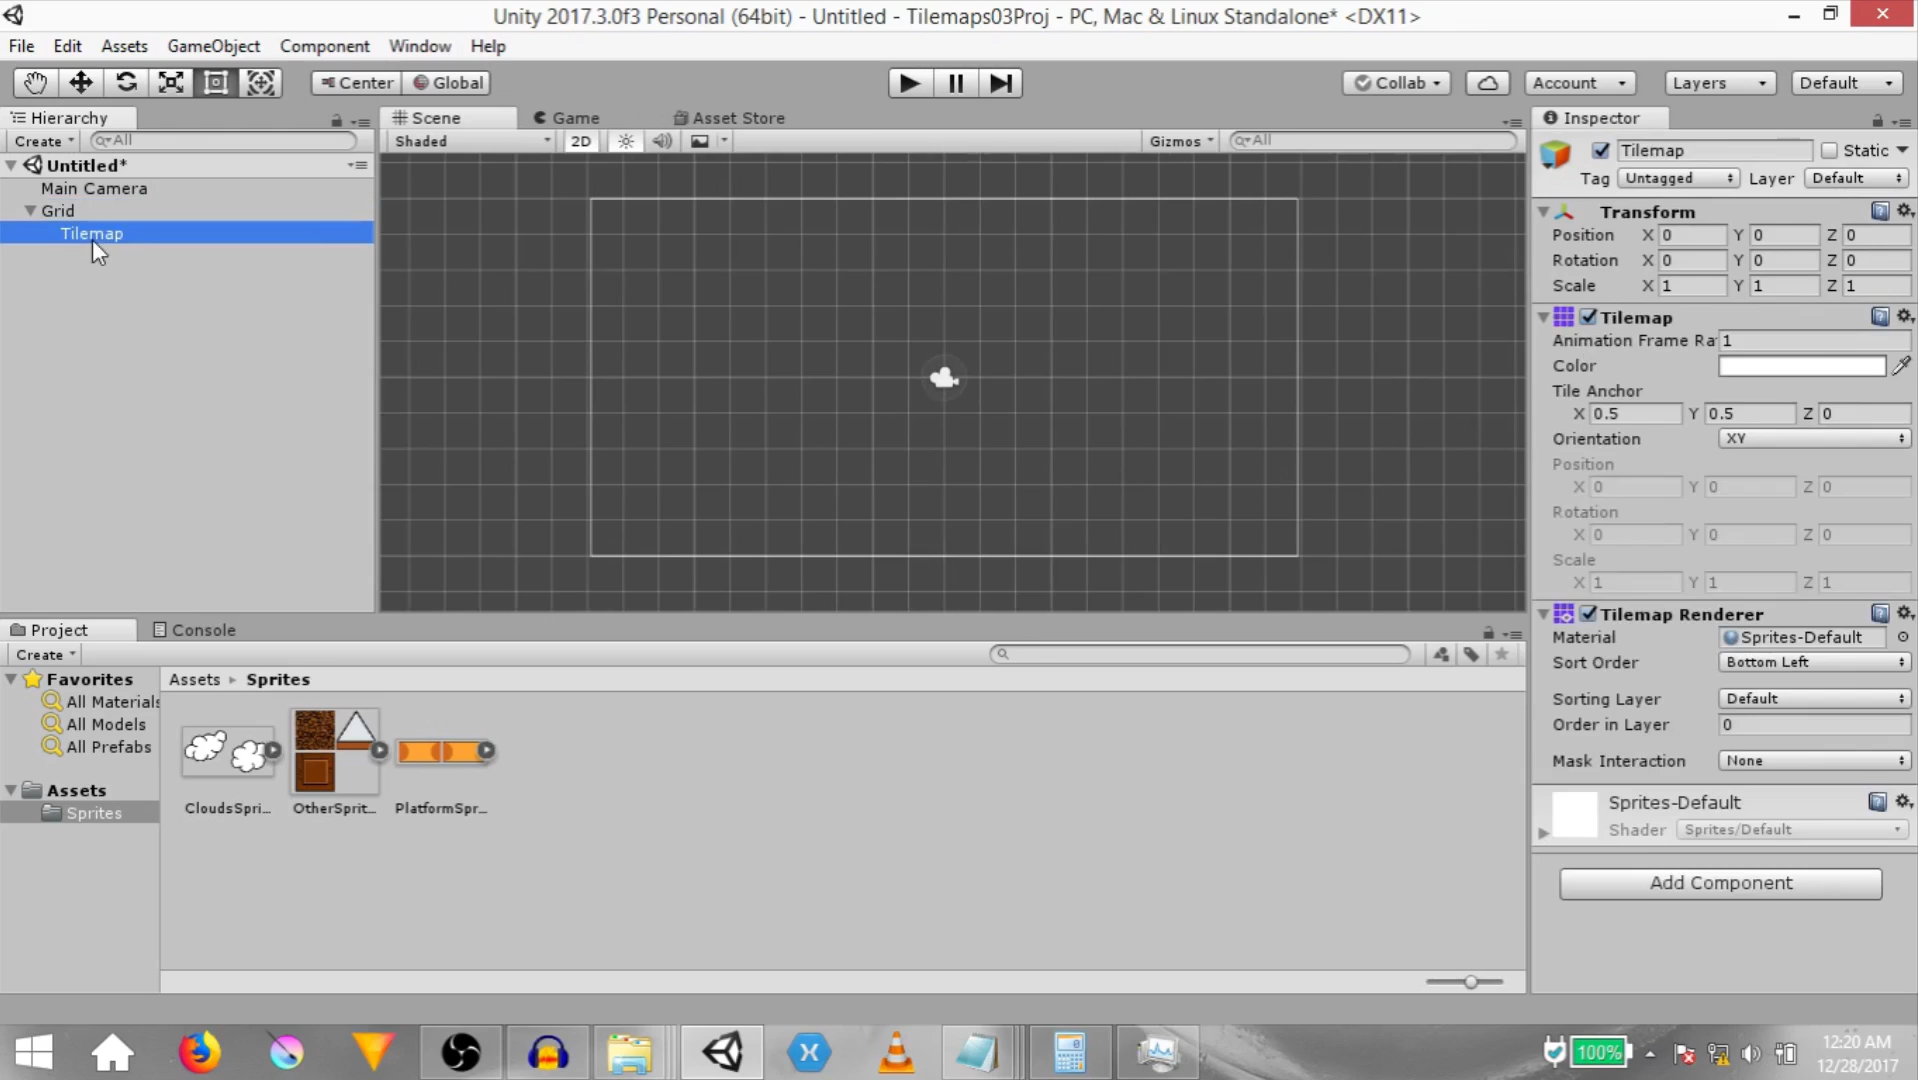 Unity 2017.3.0f3 Personal (64bit) - Untitled - Tilemaps03Proj - PC, Mac & Linux Standalone* <DX11>
File Edit Assets GameObject Component Window Help
Center Global Collab Account Layers Default
Hierarchy
Create All
Untitled*
Main Camera
Grid
Tilemap
Scene Game Asset Store
Shaded 2D Gizmos All
Inspector
Tilemap Static
Tag Untagged Layer Default
Transform
Position X 0 Y 0 Z 0
Rotation X 0 Y 0 Z 0
Scale X 1 Y 1 Z 1
Tilemap
Animation Frame Ra 1
Color
Tile Anchor
X 0.5 Y 0.5 Z 0
Orientation XY
Position
X 0 Y 0 Z 0
Rotation
X 0 Y 0 Z 0
Scale
X 1 Y 1 Z 1
Tilemap Renderer
Material Sprites-Default
Sort Order Bottom Left
Sorting Layer Default
Order in Layer 0
Mask Interaction None
Sprites-Default
Shader Sprites/Default
Add Component
Project Console
Create
Favorites
All Materials
All Models
All Prefabs
Assets
Sprites
Assets Sprites
CloudsSpri... OtherSprit... PlatformSpr...
100%
12:20 AM
12/28/2017